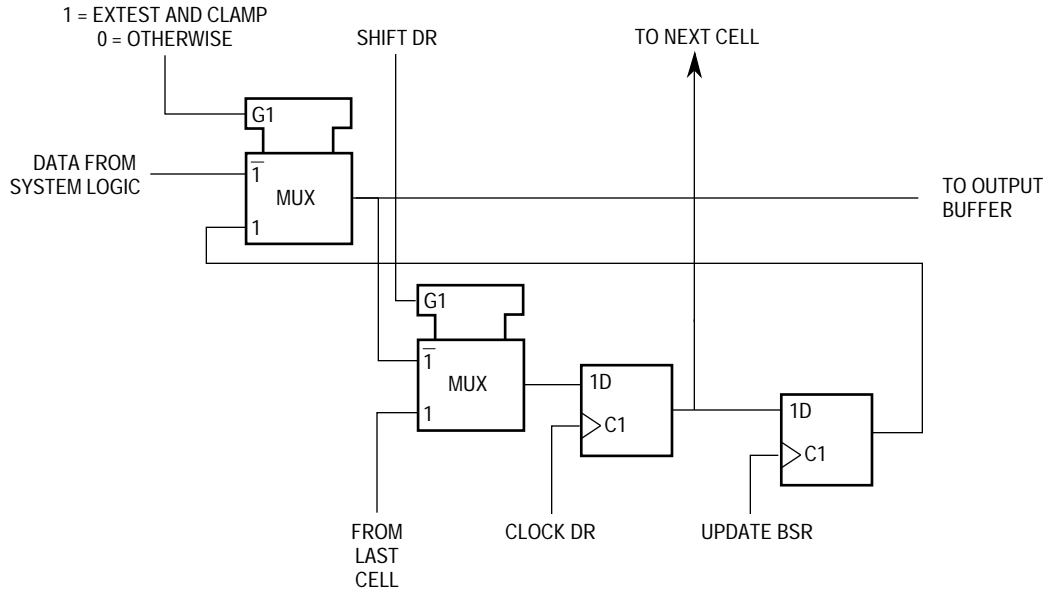 1 = EXTEST AND CLAMP
0 = OTHERWISE
SHIFT DR
TO NEXT CELL
G1
DATA FROM
SYSTEM LOGIC
1
MUX
1
TO OUTPUT
BUFFER
G1
1
MUX
1
1D
C1
1D
C1
FROM
LAST
CELL
CLOCK DR
UPDATE BSR